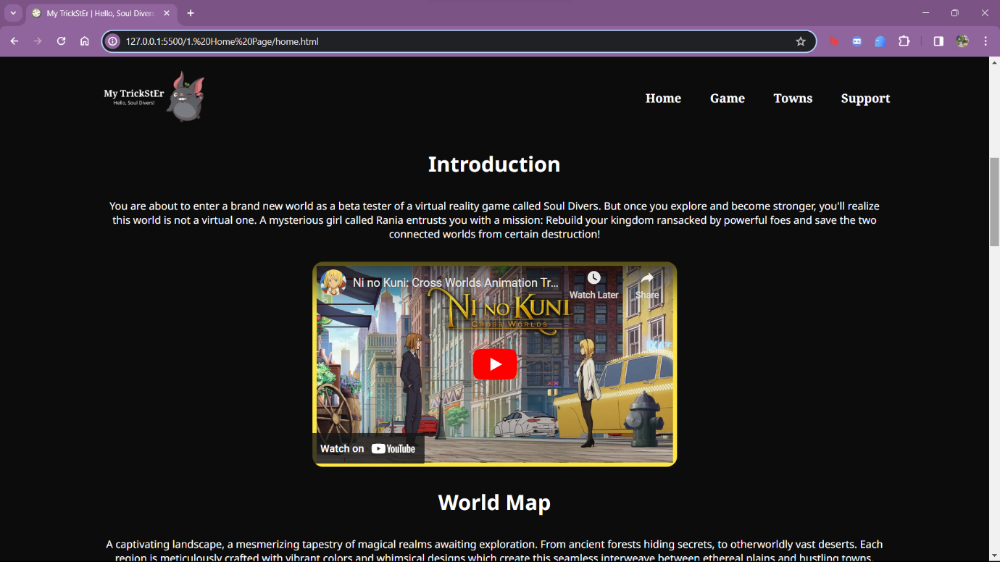 My TrickStEr | Hello, Soul Divers
127.0.0.1:5500/1.%20Home%20Page/home.html
My TrickStEr
Hello, Soul Divers!
Home
Game
Towns
Support
Introduction
You are about to enter a brand new world as a beta tester of a virtual reality game called Soul Divers. But once you explore and become stronger, you'll realize
this world is not a virtual one. A mysterious girl called Rania entrusts you with a mission: Rebuild your kingdom ransacked by powerful foes and save the two
connected worlds from certain destruction!
Ni no Kuni: Cross Worlds Animation Tr...
Watch Later
Share
NI NO KUNI
CROSS WORLDS
Watch on YouTube
World Map
A captivating landscape, a mesmerizing tapestry of magical realms awaiting exploration. From ancient forests hiding secrets, to otherworldly vast deserts. Each
region is meticulously crafted with vibrant colors and whimsical designs which create this seamless interweave between ethereal plains and bustling towns.